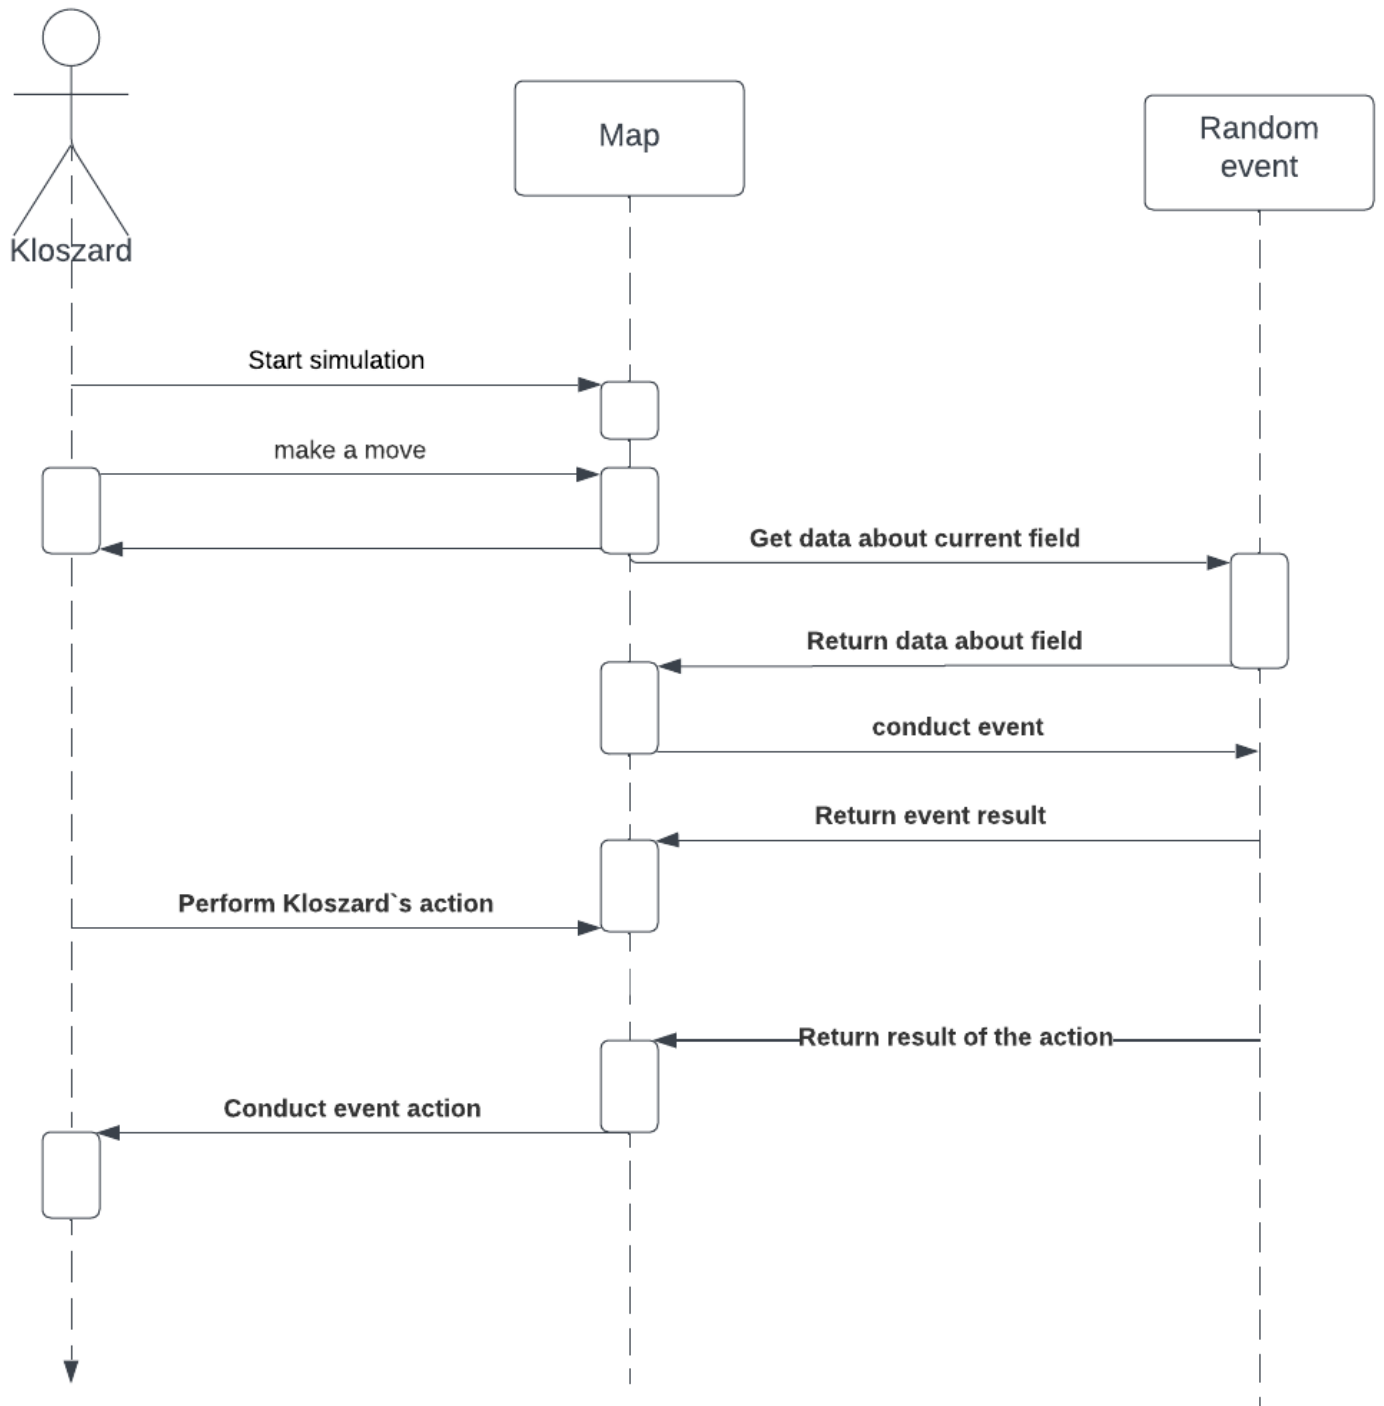 Map
Random
event
Kloszard
Start simulation
make a move
Get data about current field
Return data about field
conduct event
Return event result
Perform Kloszard`s action
Return result of the action
Conduct event action